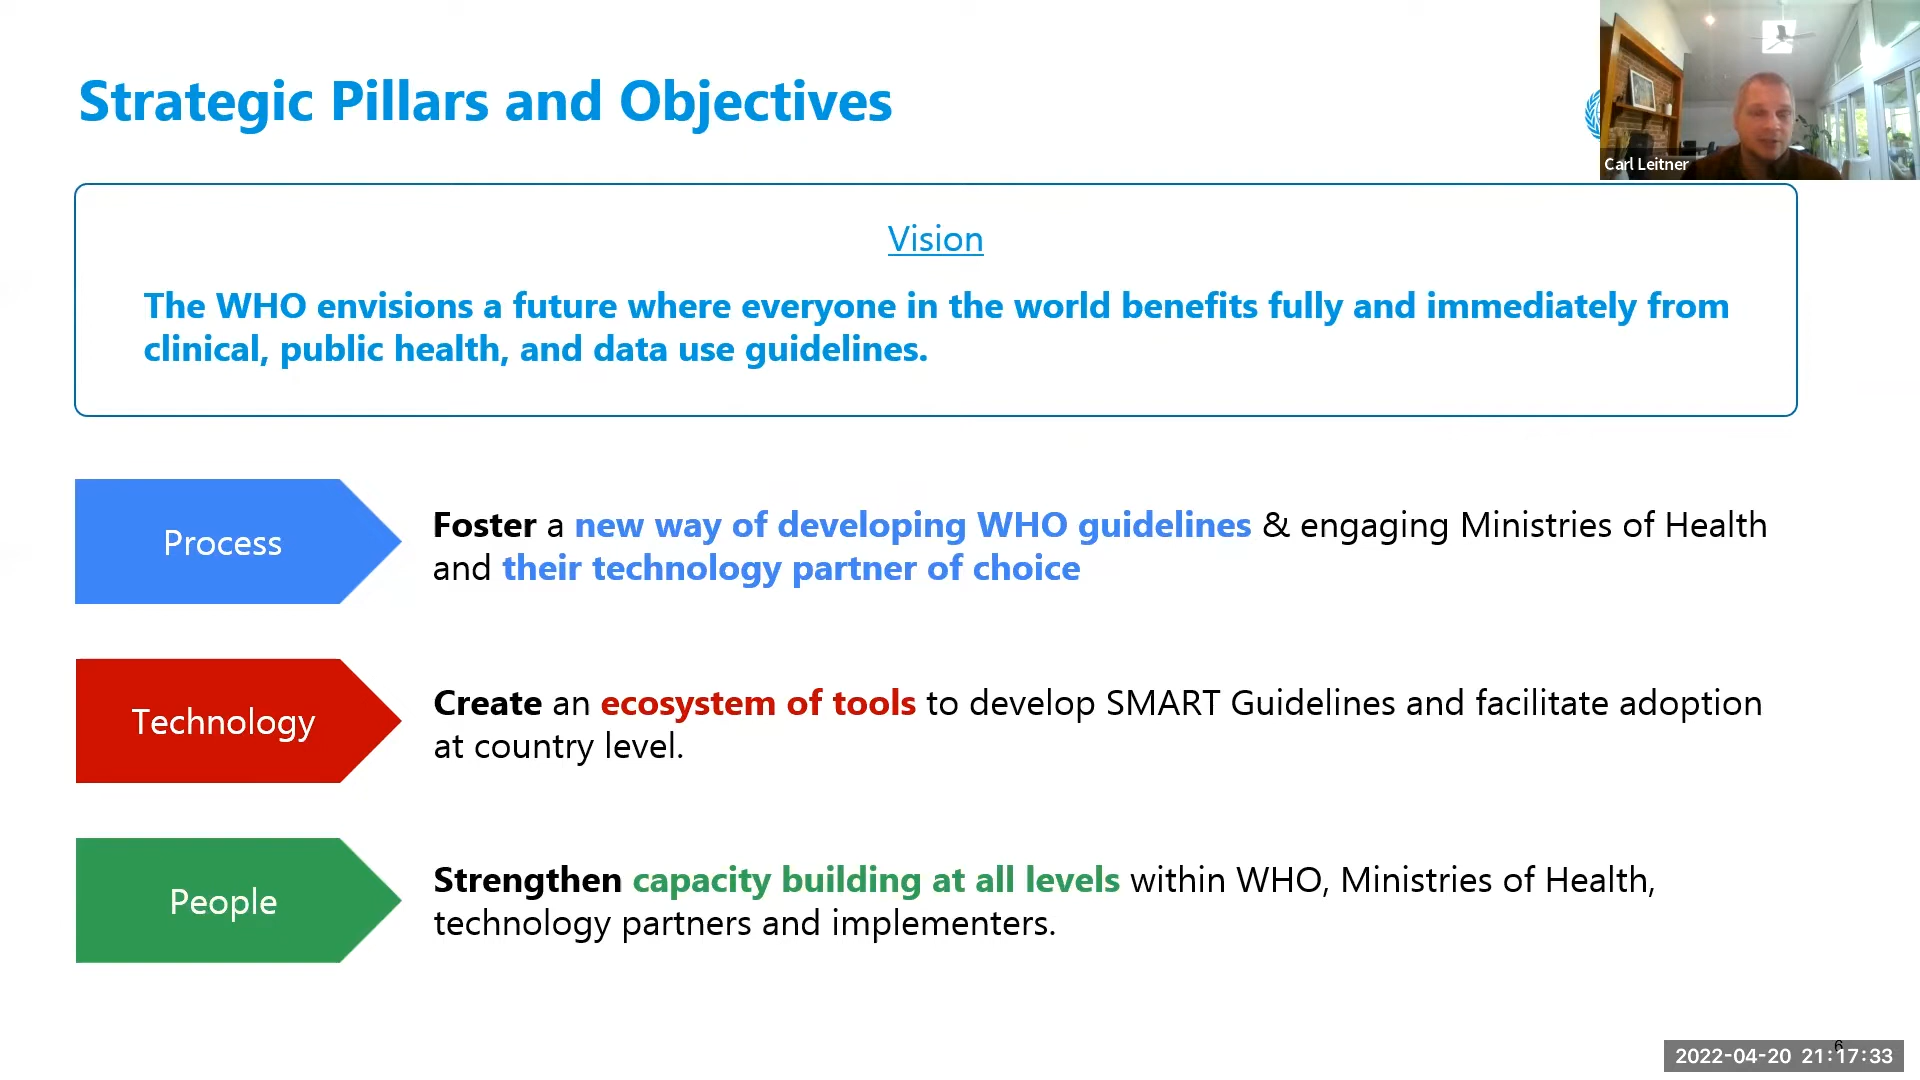 Strategic Pillars and Objectives
Carl Leitner
Vision
The WHO envisions a future where everyone in the world benefits fully and immediately from
clinical, public health, and data use guidelines.
Process
Foster a new way of developing WHO guidelines & engaging Ministries of Health
and their technology partner of choice
Technology
Create an ecosystem of tools to develop SMART Guidelines and facilitate adoption
at country level.
People
Strengthen capacity building at all levels within WHO, Ministries of Health,
technology partners and implementers.
6
2022-04-20 21:17:33